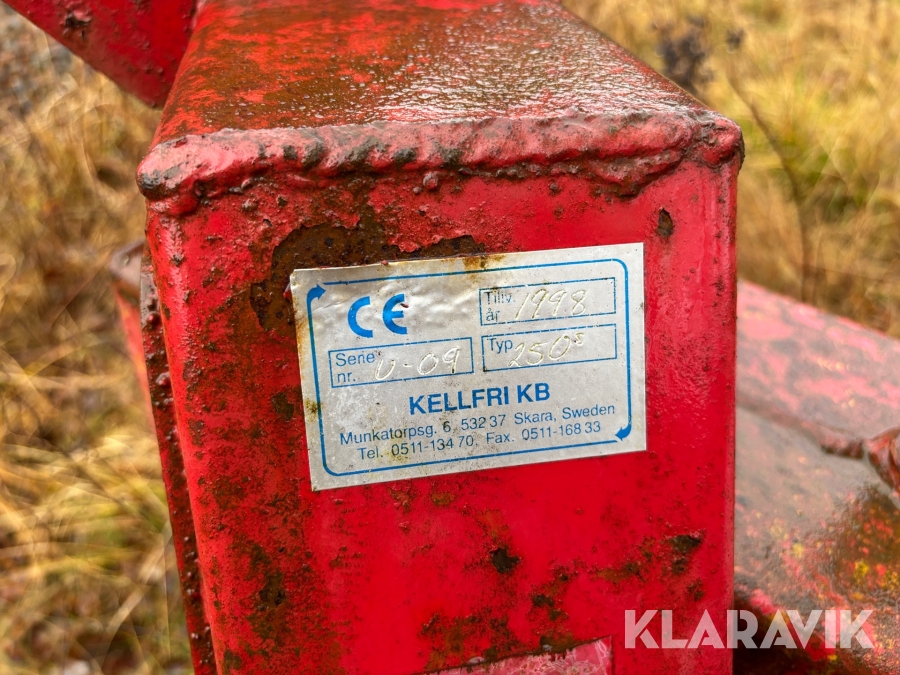 CE
Tillv. år 1998
Serie nr. U-09
Typ 250S
KELLFRI KB
Munkatorpsg. 6, 532 37 Skara, Sweden
Tel. 0511-134 70, Fax. 0511-168 33
KLARAVIK